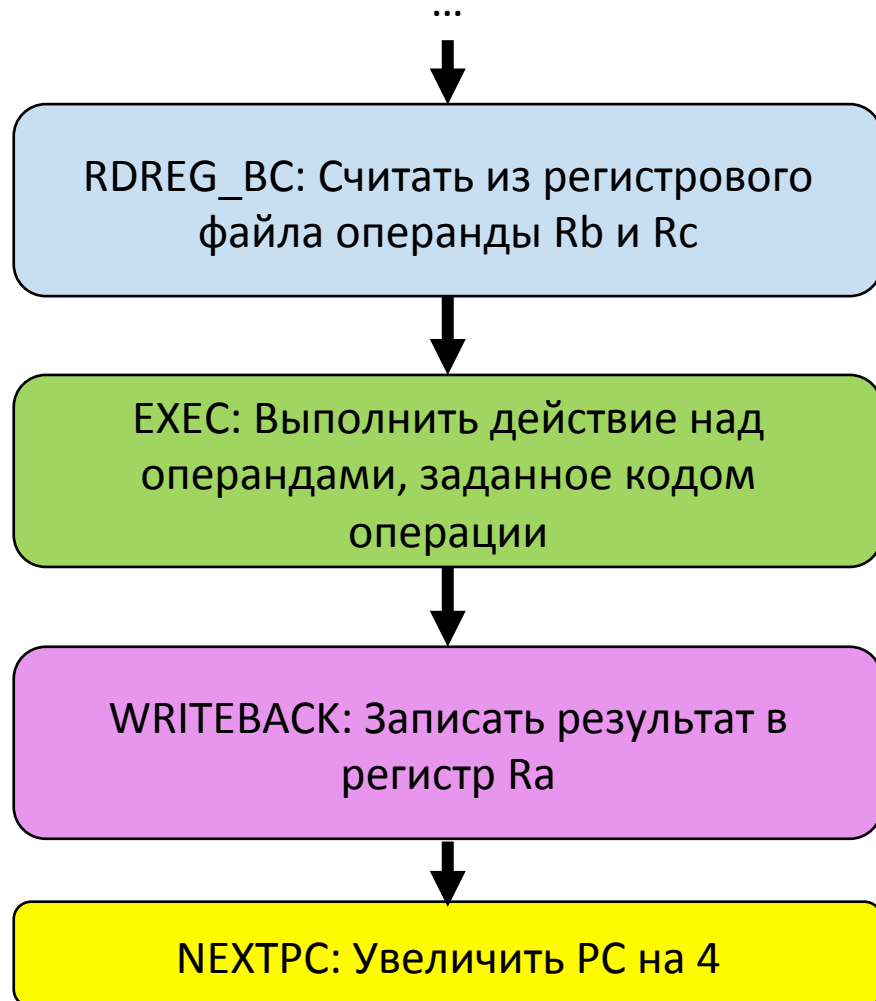 ...
RDREG_BC: Считать из регистрового
файла операнды Rb и Rc
EXEC: Выполнить действие над
операндами, заданное кодом
операции
WRITEBACK: Записать результат в
регистр Ra
NEXTPC: Увеличить PC на 4